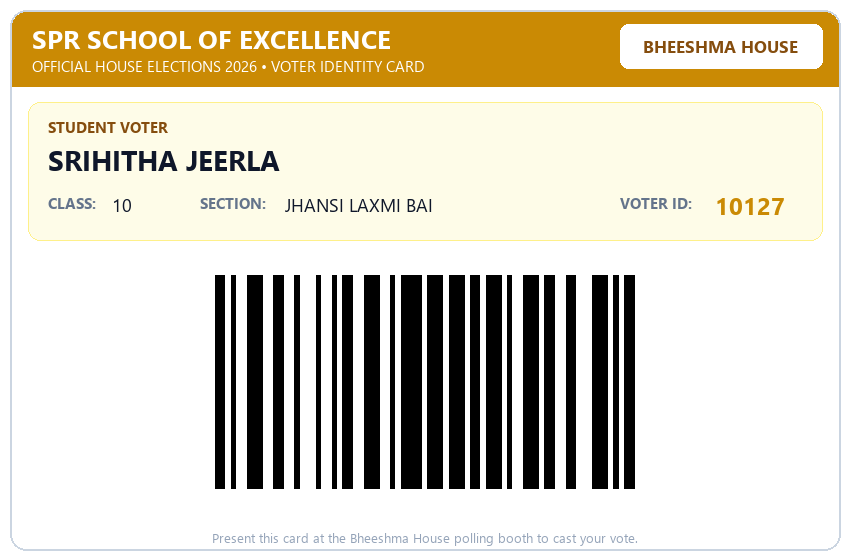 SPR SCHOOL OF EXCELLENCE
OFFICIAL HOUSE ELECTIONS 2026 • VOTER IDENTITY CARD
BHEESHMA HOUSE
STUDENT VOTER
SRIHITHA JEERLA
CLASS: 10 SECTION: JHANSI LAXMI BAI VOTER ID: 10127
Present this card at the Bheeshma House polling booth to cast your vote.